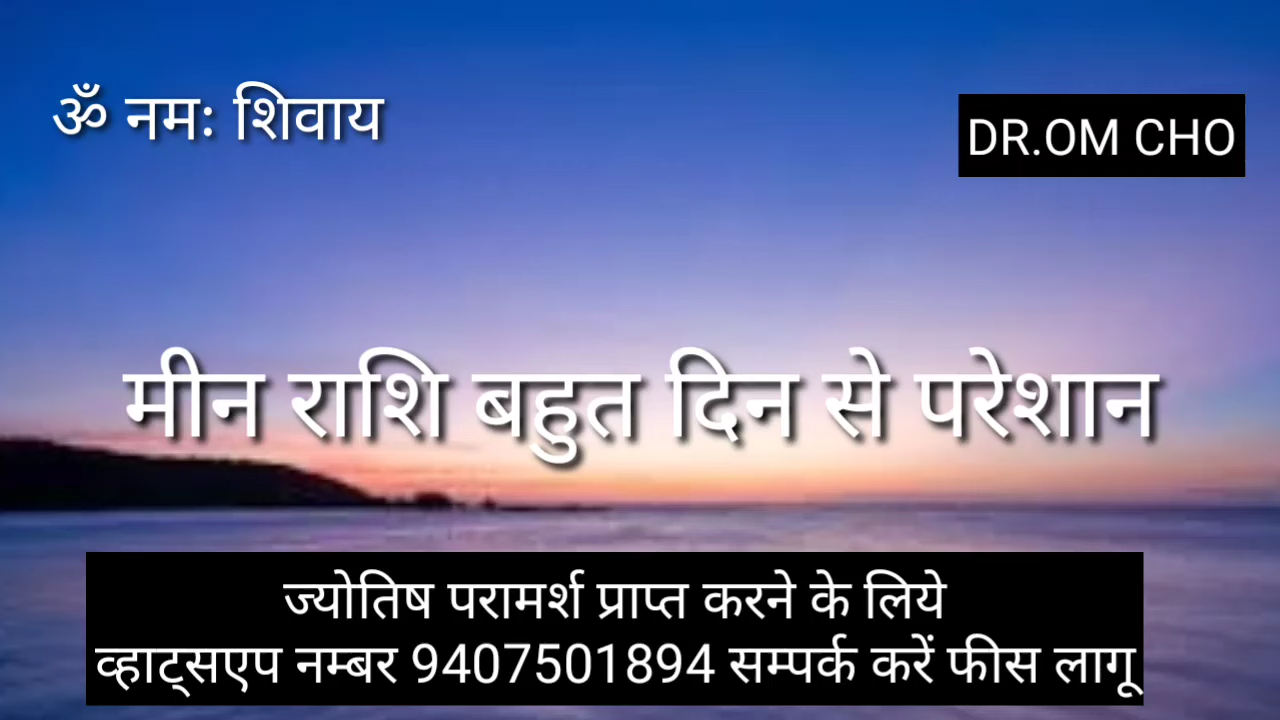 ॐ नमः शिवाय
DR.OM CHO
मीन राशि बहुत दिन से परेशान
ज्योतिष परामर्श प्राप्त करने के लिये
व्हाट्सएप नम्बर 9407501894 सम्पर्क करें फीस लागू